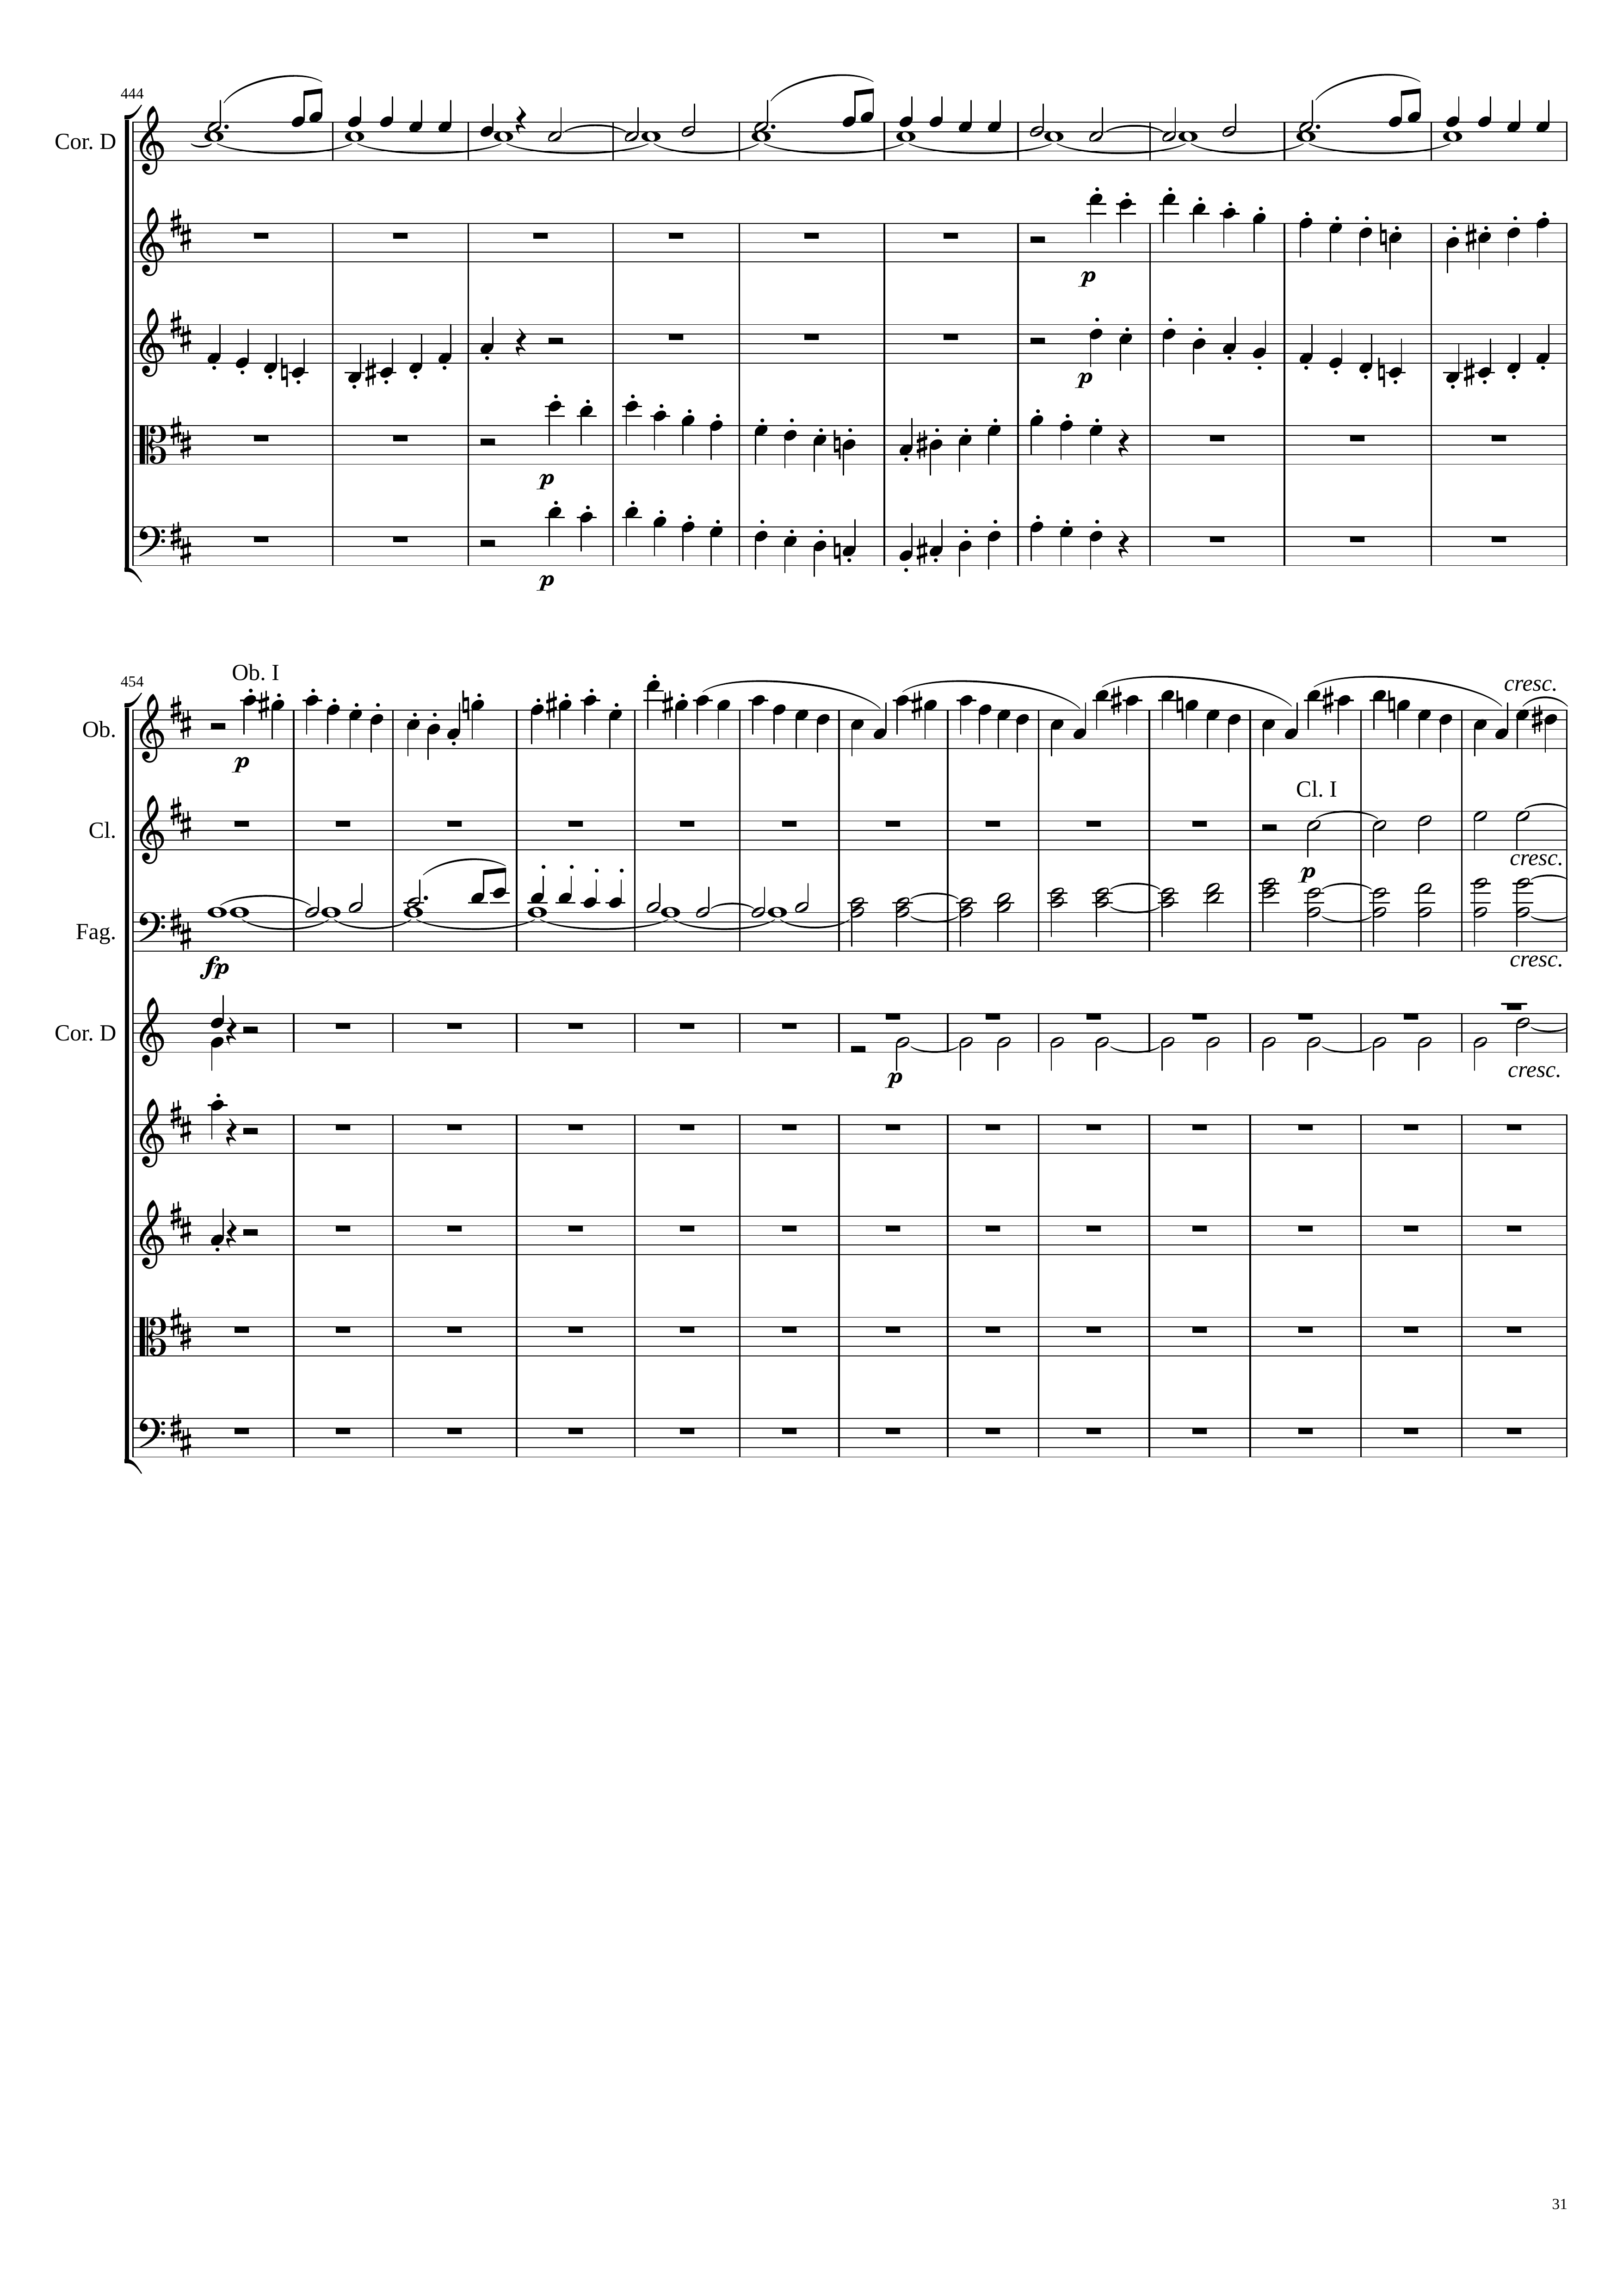 444
Cor. D
p
p
p
p
454
Ob. I
cresc.
Ob.
p
Cl. I
Cl.
cresc.
p
Fag.
fp
cresc.
Cor. D
p
cresc.
31